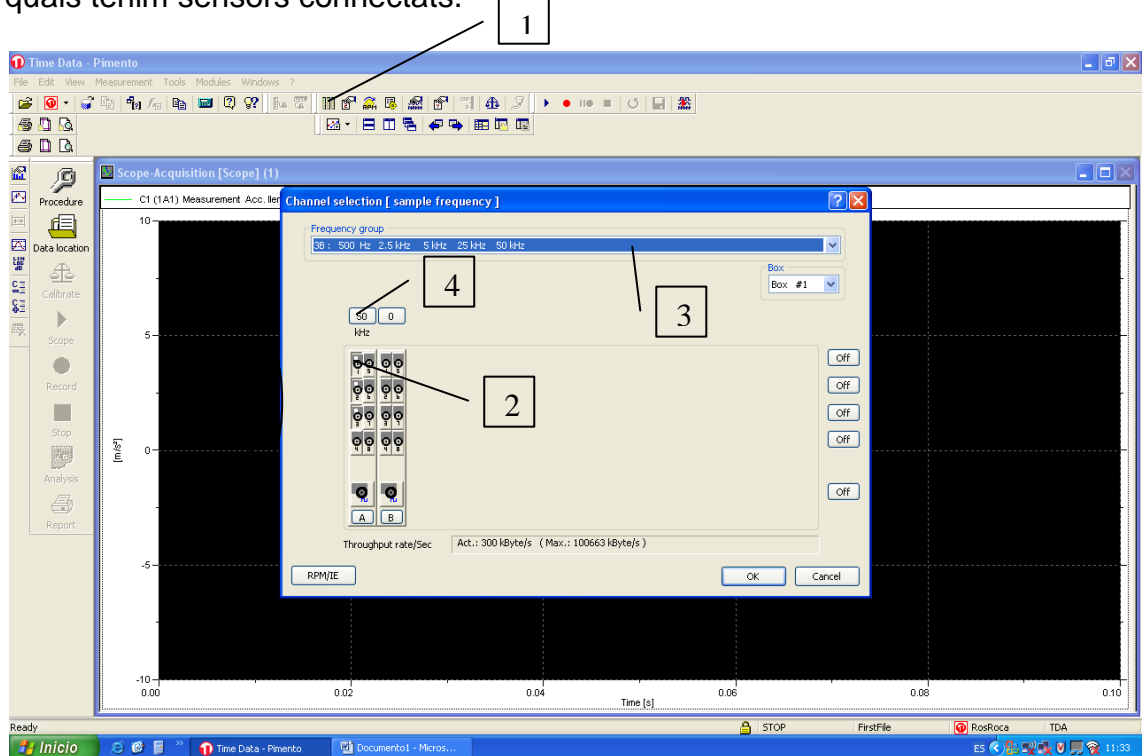 quals tenim sensors connectats.
1
Time Data - Pimento
File Edit View Measurement Tools Modules Windows ?
Scope-Acquisition [Scope] (1)
Procedure
Data location
Calibrate
Scope
Record
Stop
Analysis
Report
C1 (1A1) Measurement Acc. 
Channel selection [ sample frequency ]
Frequency group
3B : 500 Hz 2.5 kHz 5 kHz 25 kHz 50 kHz
Box
Box #1
4
3
50 0
kHz
2
Off
Off
Off
Off
Off
A B
Throughput rate/Sec
Act.: 300 kByte/s ( Max.: 100663 kByte/s )
RPM/IE
OK
Cancel
10
5
0
-5
-10
[m/s²]
0.00 0.02 0.04 0.06 0.08 0.10
Time [s]
Ready
STOP
FirstFile
RosRoca
TDA
Inicio
Time Data - Pimento
Documento1 - Micros...
ES
11:33